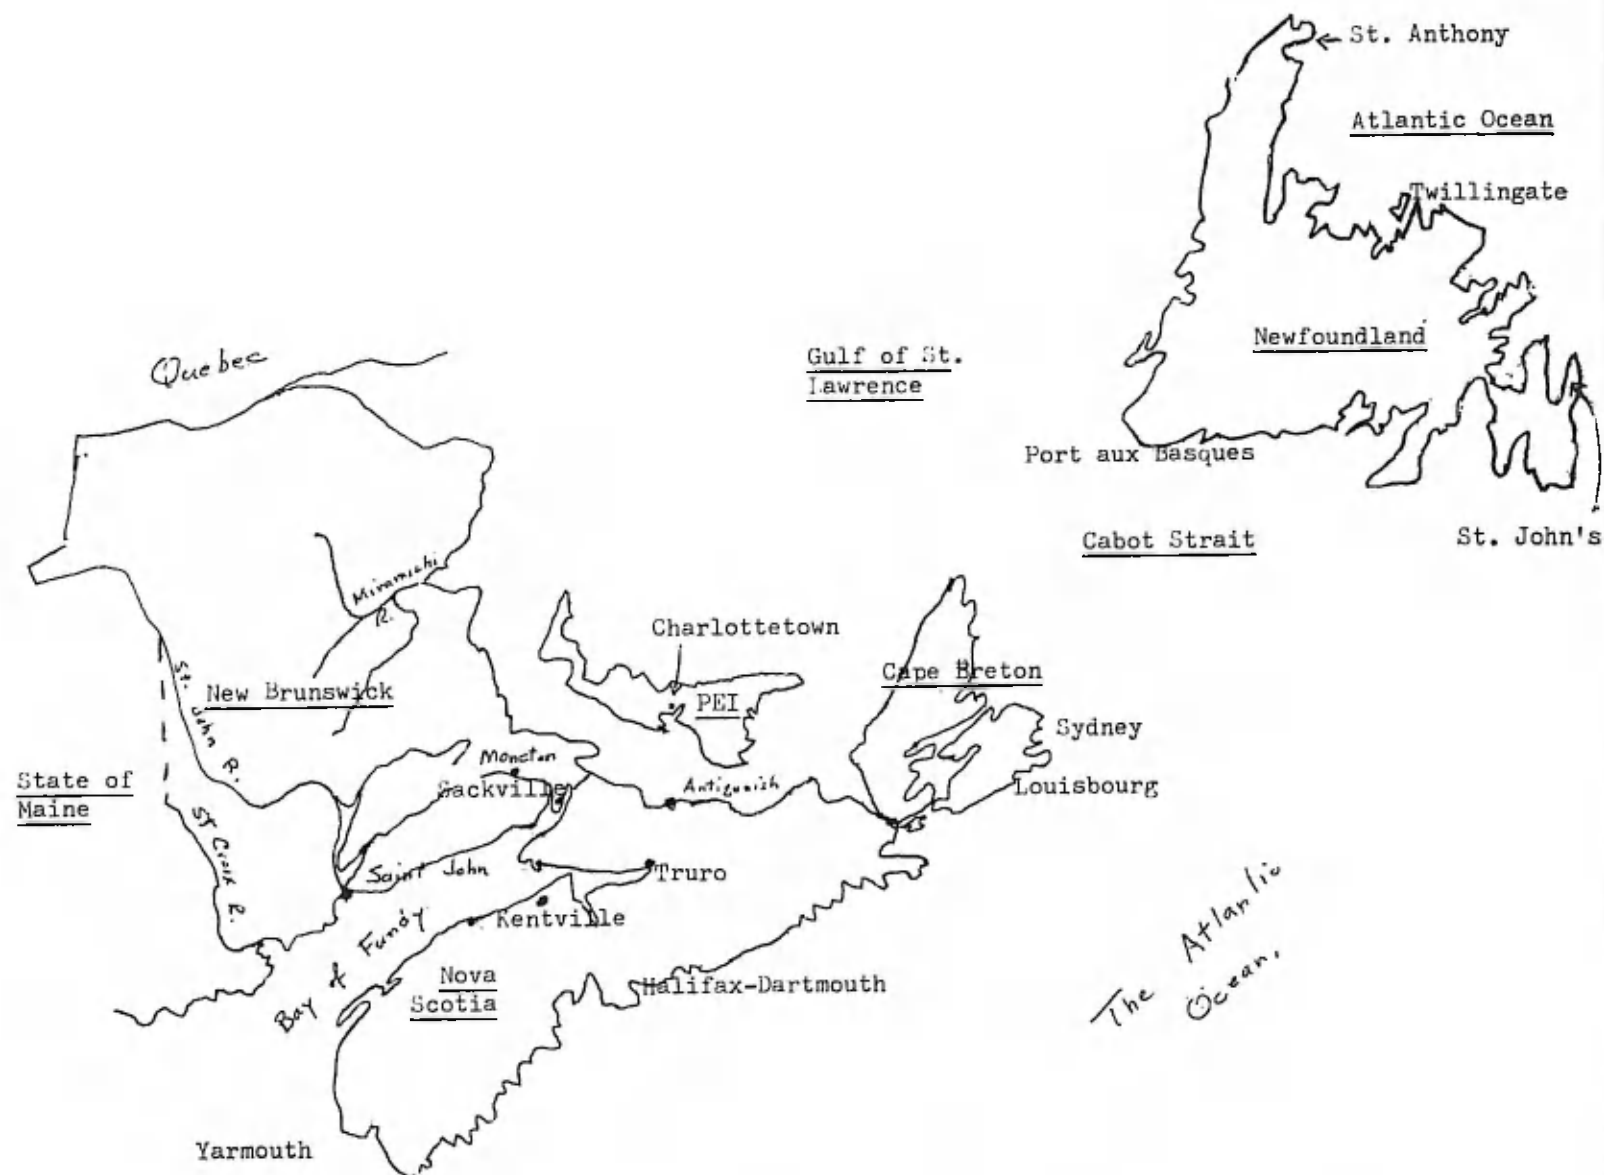 St. Anthony
Atlantic Ocean
Twillingate
Newfoundland
Quebec
Gulf of St.
Lawrence
Port aux Basques
Cabot Strait
St. John's
Miramichi
R.
Charlottetown
Cape Breton
New Brunswick
PEI
St. John R.
Sydney
Moncton
State of
Maine
Sackville
Antigunish
Louisbourg
St Croix R.
Saint John
Truro
Kentville
Bay of Fundy
Nova
Scotia
Halifax-Dartmouth
The Atlantic
Ocean.
Yarmouth